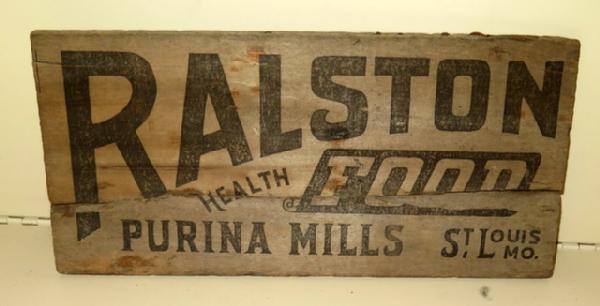 RALSTON
HEALTH FOOD
PURINA MILLS ST. LOUIS MO.